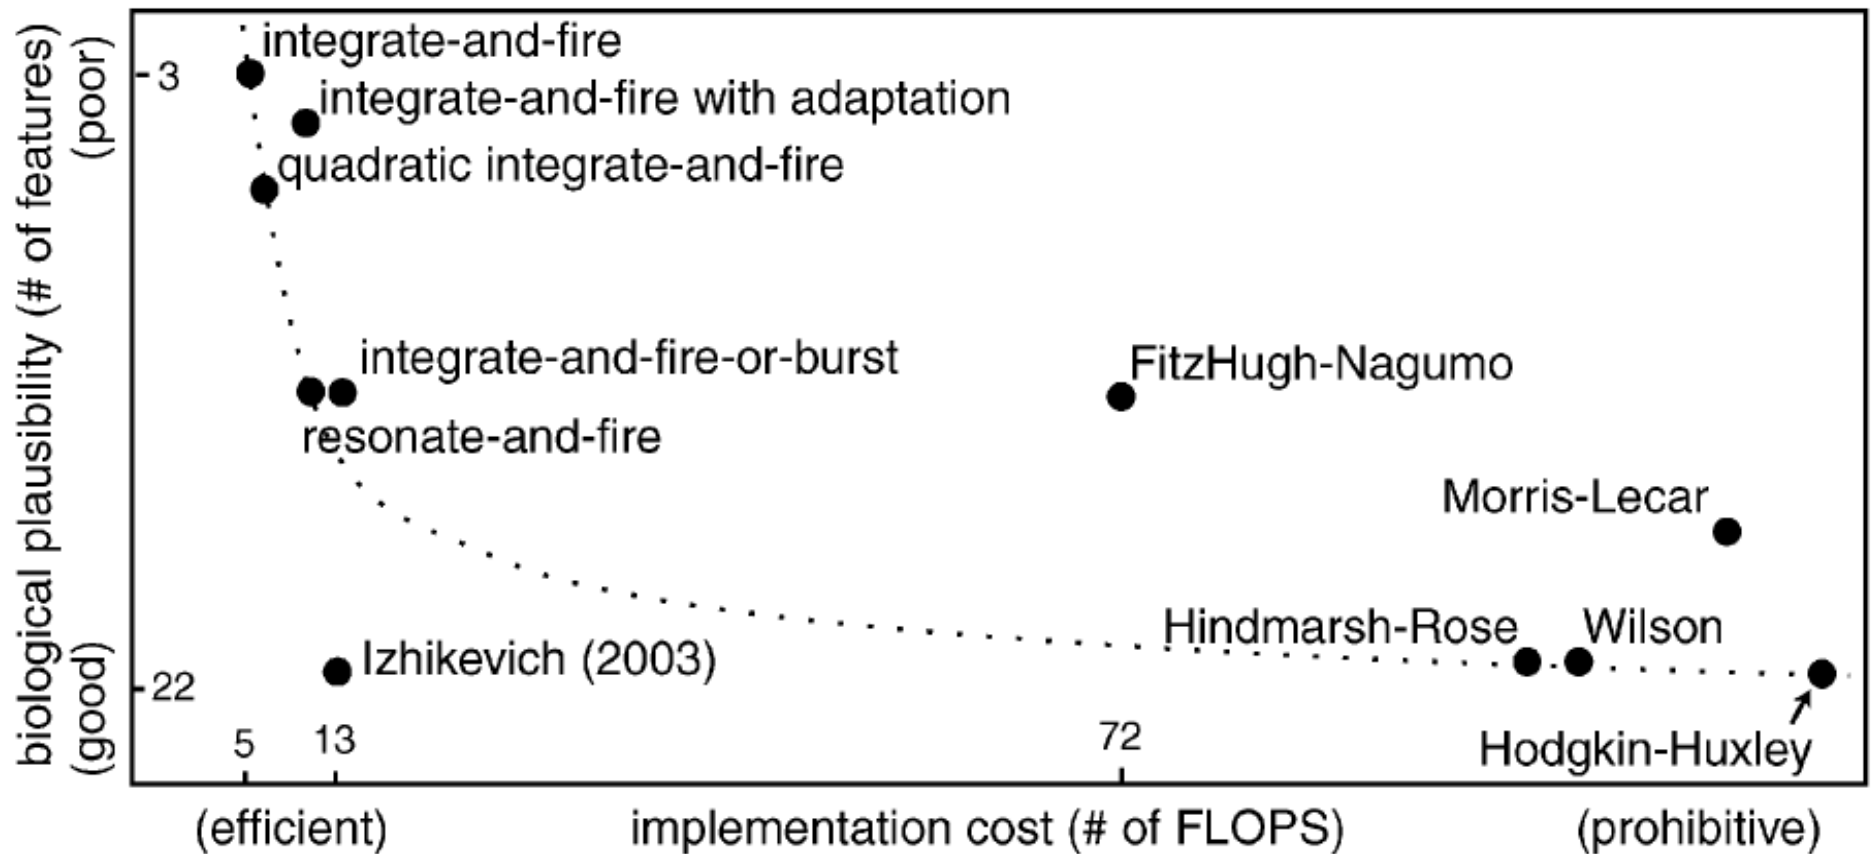 biological plausibility (# of features)
(poor)
(good)
3
22
integrate-and-fire
integrate-and-fire with adaptation
quadratic integrate-and-fire
integrate-and-fire-or-burst
resonate-and-fire
FitzHugh-Nagumo
Morris-Lecar
Hindmarsh-Rose
Wilson
Izhikevich (2003)
Hodgkin-Huxley
5
13
72
(efficient)
implementation cost (# of FLOPS)
(prohibitive)